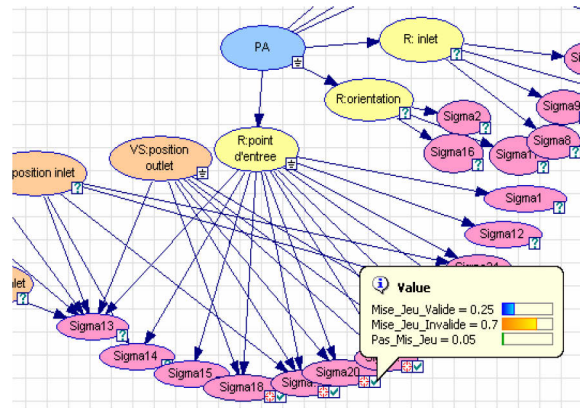 PA
R: inlet
R:orientation
Sigma2
Sigma9
Sigma8
Sigma16
VS:position
outlet
R:point
d'entree
position inlet
Sigma1
Sigma12
Sigma13
Sigma14
Sigma15
Sigma18
Sigma20
Value
Mise_Jeu_Valide = 0.25
Mise_Jeu_Invalide = 0.7
Pas_Mis_Jeu = 0.05